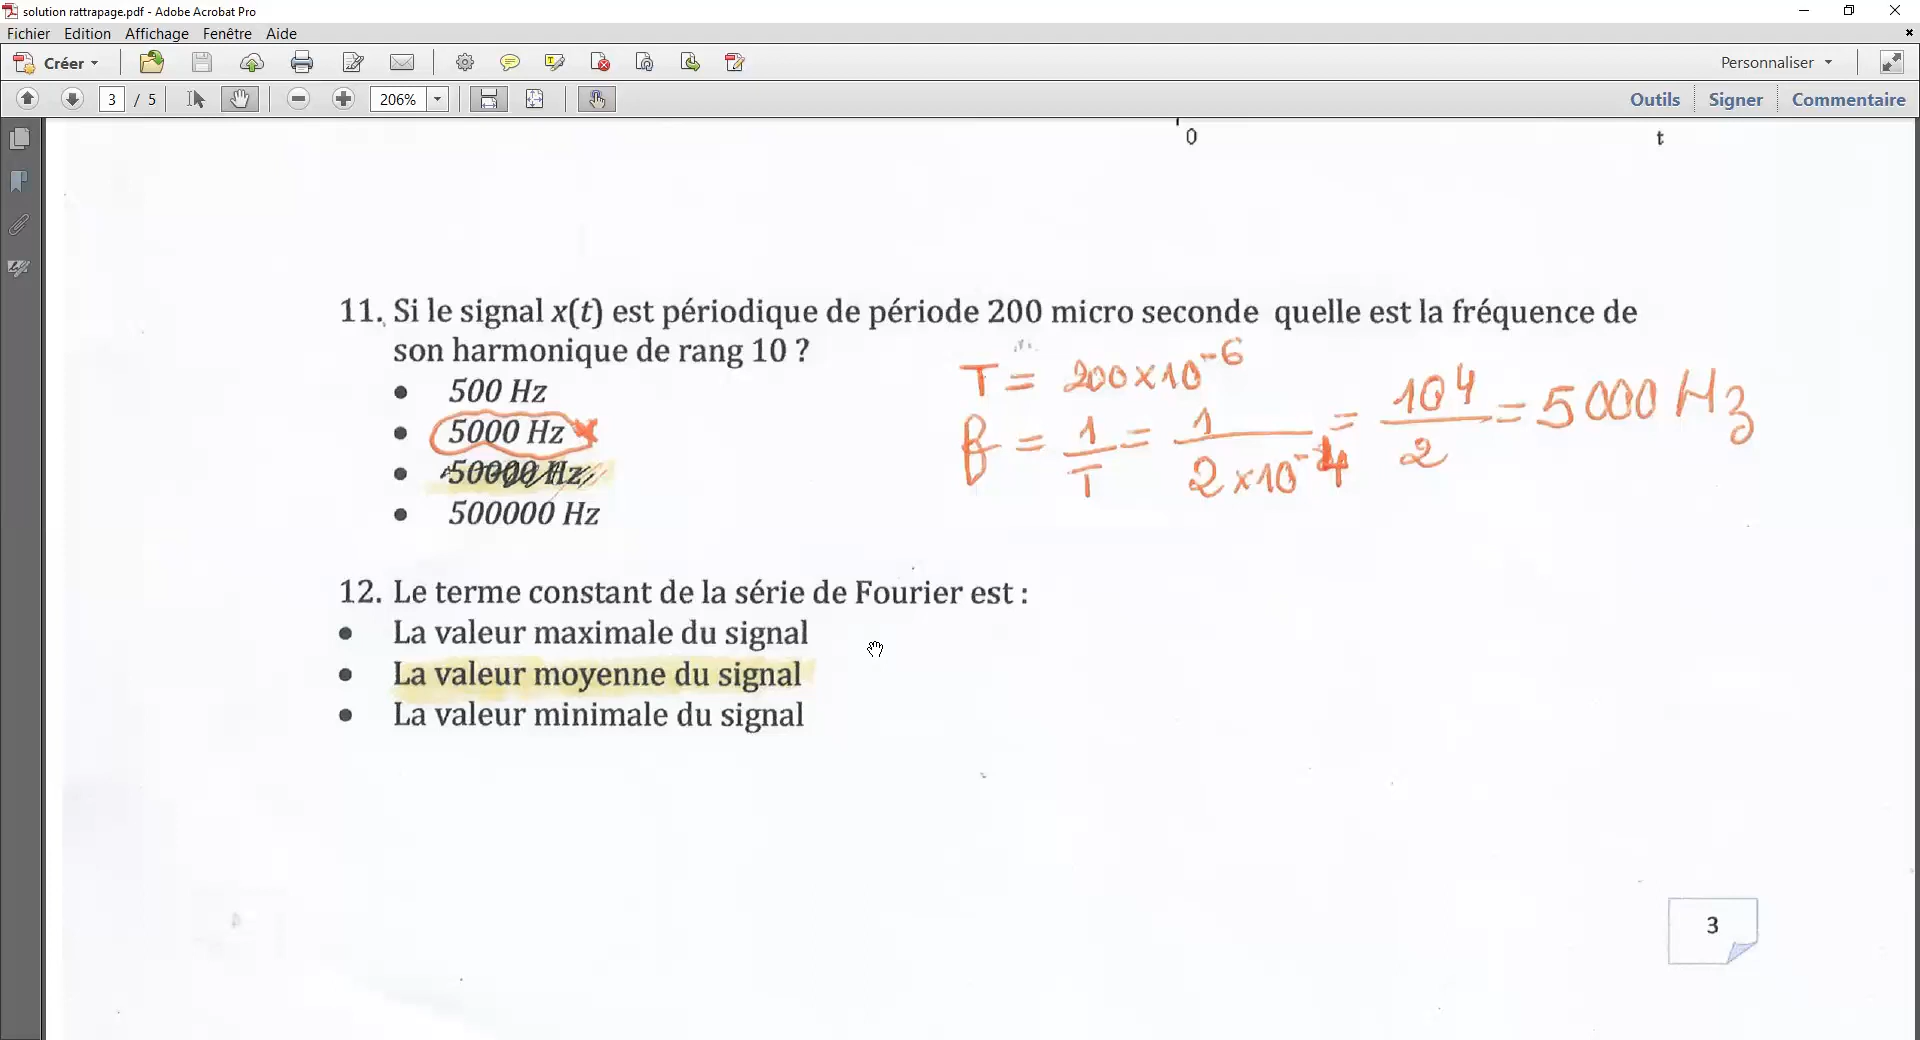 solution rattrapage.pdf - Adobe Acrobat Pro
Fichier Edition Affichage Fenêtre Aide
Créer
Personnaliser
3 / 5
206%
Outils Signer Commentaire
0 t
11. Si le signal x(t) est périodique de période 200 micro seconde quelle est la fréquence de
son harmonique de rang 10 ?
T = 200×10⁻⁶
• 500 Hz
• 5000 Hz
f = 1/T = 1/(2×10⁻⁴) = 10⁴/2 = 5000 Hz
• 50000 Hz
• 500000 Hz
12. Le terme constant de la série de Fourier est :
• La valeur maximale du signal
• La valeur moyenne du signal
• La valeur minimale du signal
3